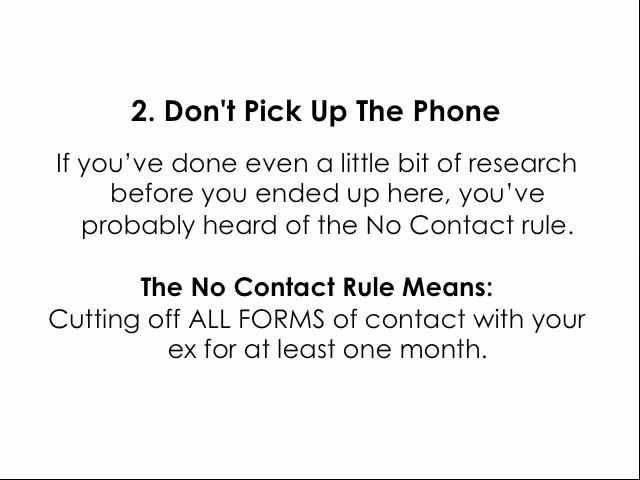 2. Don't Pick Up The Phone
If you’ve done even a little bit of research
before you ended up here, you’ve
probably heard of the No Contact rule.
The No Contact Rule Means:
Cutting off ALL FORMS of contact with your
ex for at least one month.